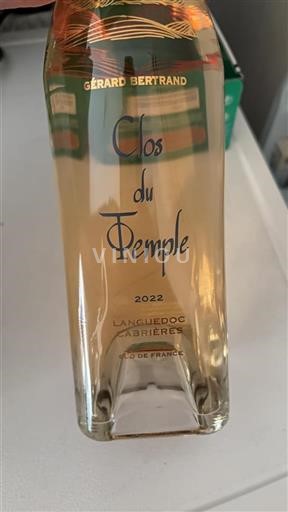 GÉRARD BERTRAND
Clos
du
Temple
VINIOU
2022
LANGUEDOC
CABRIÈRES
SUD DE FRANCE